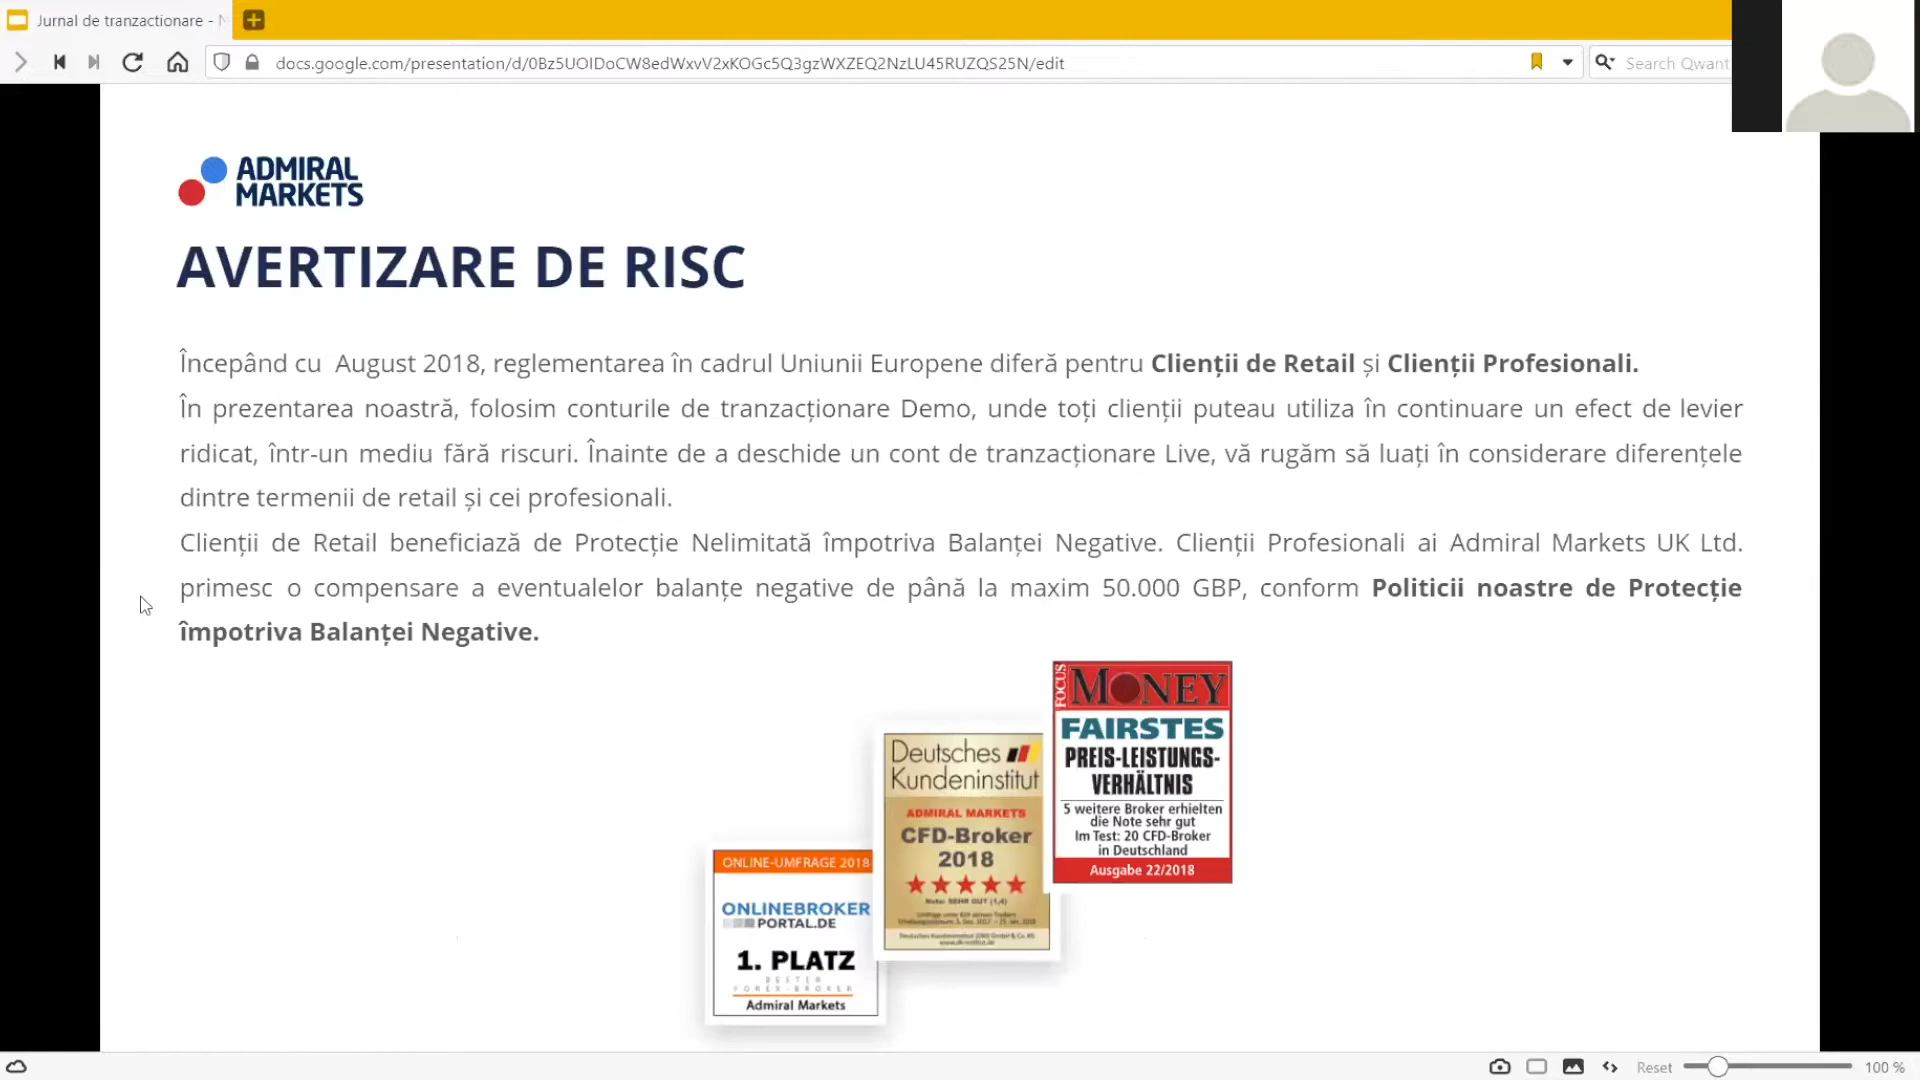 Jurnal de tranzactionare -
docs.google.com/presentation/d/0Bz5UOIDoCW8edWxvV2xKOGc5Q3gzWXZEQ2NzLU45RUZQS25N/edit
Search Qwant
ADMIRAL
MARKETS
AVERTIZARE DE RISC
Începând cu August 2018, reglementarea în cadrul Uniunii Europene diferă pentru Clienții de Retail și Clienții Profesionali.
În prezentarea noastră, folosim conturile de tranzacționare Demo, unde toți clienții puteau utiliza în continuare un efect de levier
ridicat, într-un mediu fără riscuri. Înainte de a deschide un cont de tranzacționare Live, vă rugăm să luați în considerare diferențele
dintre termenii de retail și cei profesionali.
Clienții de Retail beneficiază de Protecție Nelimitată împotriva Balanței Negative. Clienții Profesionali ai Admiral Markets UK Ltd.
primesc o compensare a eventualelor balanțe negative de până la maxim 50.000 GBP, conform Politicii noastre de Protecție
împotriva Balanței Negative.
FOCUS
MONEY
FAIRSTES
PREIS-LEISTUNGS-
VERHÄLTNIS
5 weitere Broker erhielten
die Note sehr gut
Im Test: 20 CFD-Broker
in Deutschland
Ausgabe 22/2018
Deutsches
Kundeninstitut
ADMIRAL MARKETS
CFD-Broker
2018
Note: SEHR GUT (1,4)
ONLINE-UMFRAGE 2018
ONLINEBROKER
PORTAL.DE
1. PLATZ
BESTER
FOREX-BROKER
Admiral Markets
Reset
100 %